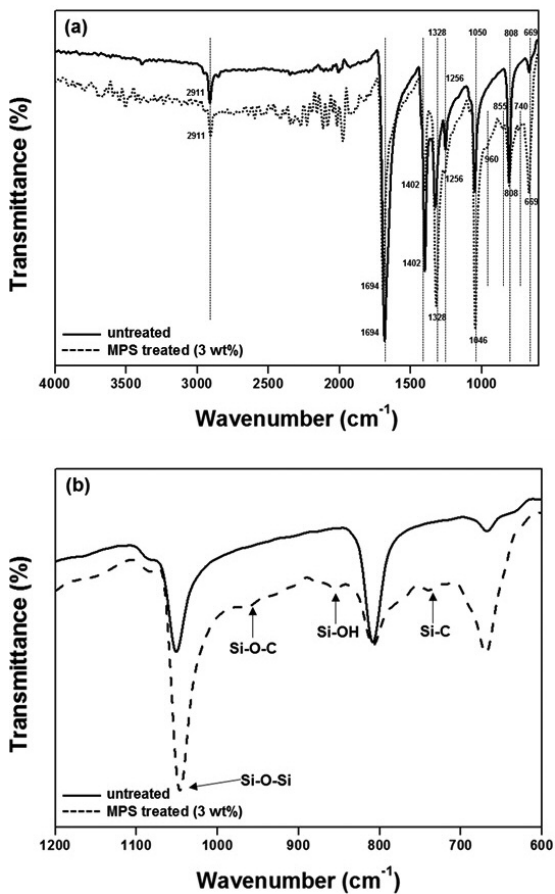 (a)
1328 1050 808 669
2911
2911
1256
1402
1256
960
855
740
808
669
1402
1694
1328
1694
1046
untreated
MPS treated (3 wt%)
4000 3500 3000 2500 2000 1500 1000
Wavenumber (cm-1)
Transmittance (%)
(b)
Si-O-C
Si-OH
Si-C
Si-O-Si
untreated
MPS treated (3 wt%)
1200 1100 1000 900 800 700 600
Wavenumber (cm-1)
Transmittance (%)